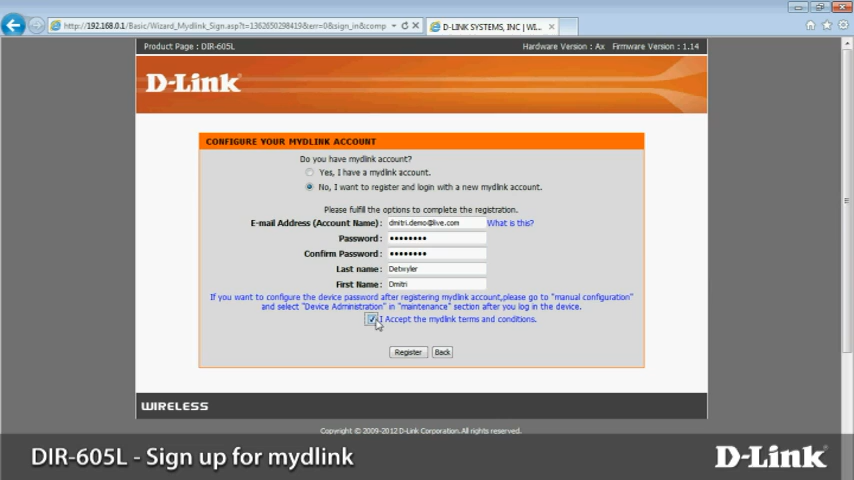 http://192.168.0.1/Basic/Wizard_Mydlink_Sign.asp?t=1362650298419&err=0&sign_in&comp
D-LINK SYSTEMS, INC | WI...
Product Page : DIR-605L
Hardware Version : Ax Firmware Version : 1.14
D-Link
CONFIGURE YOUR MYDLINK ACCOUNT
Do you have mydlink account?
Yes, I have a mydlink account.
No, I want to register and login with a new mydlink account.
Please fulfill the options to complete the registration.
E-mail Address (Account Name) : dmitri.demo@live.com What is this?
Password : ••••••••
Confirm Password : ••••••••
Last name : Detwyler
First Name : Dmitri
If you want to configure the device password after registering mydlink account,please go to "manual configuration"
and select "Device Administration" in "maintenance" section after you log in the device.
I Accept the mydlink terms and conditions.
Register Back
WIRELESS
Copyright © 2009-2012 D-Link Corporation.All rights reserved.
DIR-605L - Sign up for mydlink
D-Link